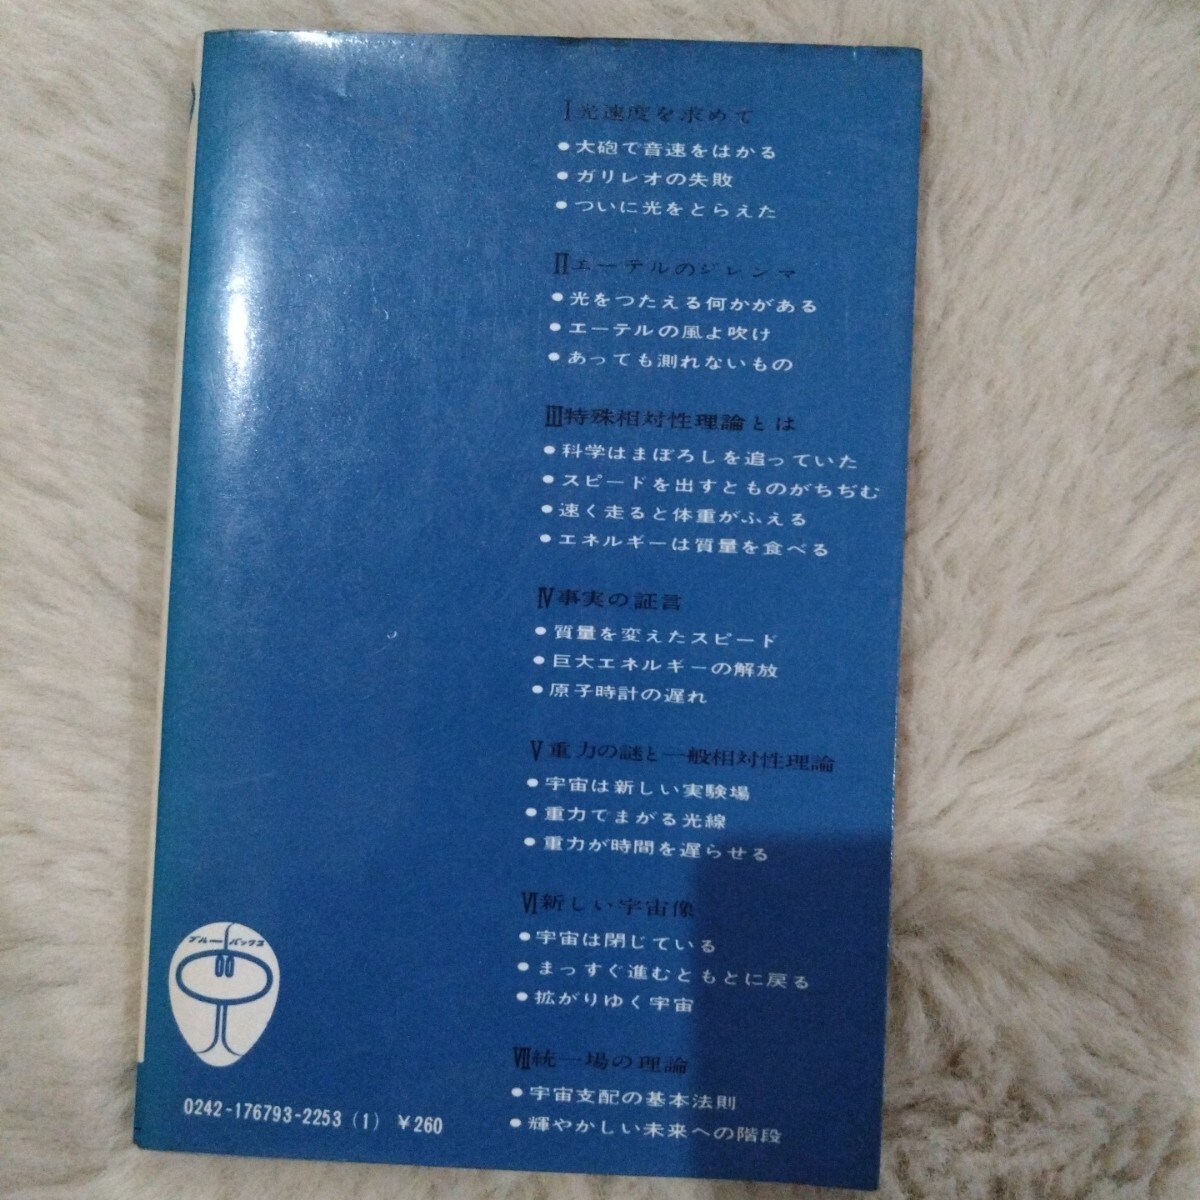 Ⅰ光速度を求めて
●大砲で音速をはかる
●ガリレオの失敗
●ついに光をとらえた
Ⅱエーテルのジレンマ
●光をつたえる何かがある
●エーテルの風よ吹け
●あっても測れないもの
Ⅲ特殊相対性理論とは
●科学はまぼろしを追っていた
●スピードを出すとものがちぢむ
●速く走ると体重がふえる
●エネルギーは質量を食べる
Ⅳ事実の証言
●質量を変えたスピード
●巨大エネルギーの解放
●原子時計の遅れ
Ⅴ重力の謎と一般相対性理論
●宇宙は新しい実験場
●重力でまがる光線
●重力が時間を遅らせる
Ⅵ新しい宇宙像
●宇宙は閉じている
●まっすぐ進むともとに戻る
●拡がりゆく宇宙
Ⅶ統一場の理論
●宇宙支配の基本法則
●輝やかしい未来への階段
ブルーバックス
0242-176793-2253(1) ￥260